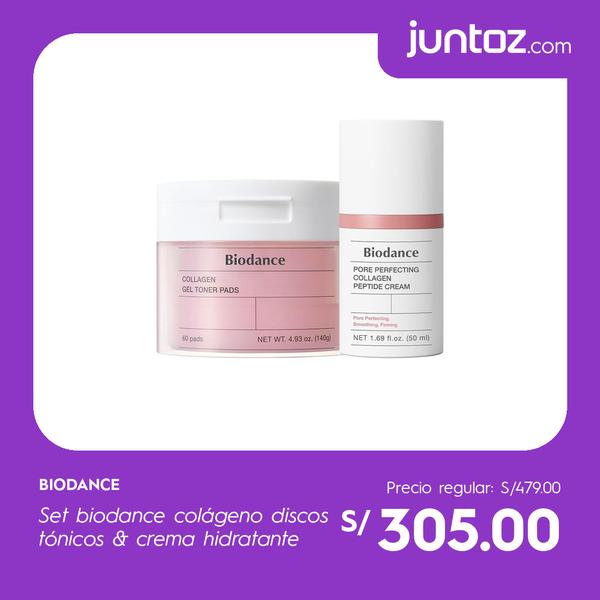 juntoz.com
Biodance
COLLAGEN
GEL TONER PADS
60 pads
NET WT. 4.93 oz. (140g)
Biodance
PORE PERFECTING
COLLAGEN
PEPTIDE CREAM
Pore Perfecting,
Smoothing, Firming
NET 1.69 fl.oz. (50 ml)
BIODANCE
Set biodance colágeno discos
tónicos & crema hidratante
Precio regular: S/479.00
S/ 305.00